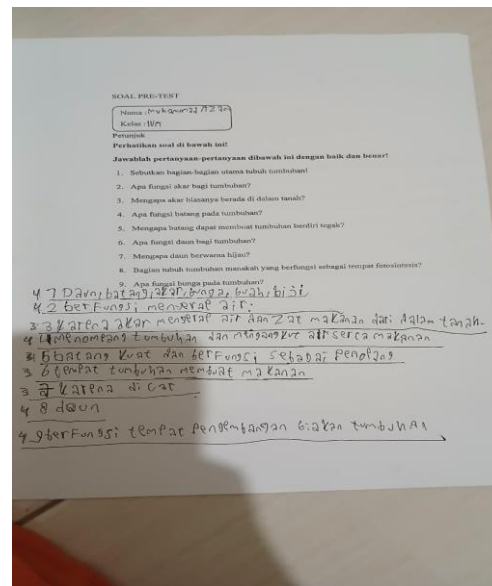 SOAL PRE-TEST
Nama : Muhammad AZZam
Kelas : IVA
Petunjuk
Perhatikan soal di bawah ini!
Jawablah pertanyaan-pertanyaan dibawah ini dengan baik dan benar!
1. Sebutkan bagian-bagian utama tubuh tumbuhan!
2. Apa fungsi akar bagi tumbuhan?
3. Mengapa akar biasanya berada di dalam tanah?
4. Apa fungsi batang pada tumbuhan?
5. Mengapa batang dapat membuat tumbuhan berdiri tegak?
6. Apa fungsi daun bagi tumbuhan?
7. Mengapa daun berwarna hijau?
8. Bagian tubuh tumbuhan manakah yang berfungsi sebagai tempat fotosintesis?
9. Apa fungsi bunga pada tumbuhan?
4 1 Daun, batang, akar, bunga, buah, biji
4 2 berFungsi menyerap air.
3 3 karena akar menyerap air dan Zat makanan dari dalam tanah.
4 4 menompang tumbuhan dan mengangkut air serta makanan
3 5 batang kuat dan berFungsi sebagai penopang
3 6 tempat tumbuhan membuat makanan
3 7 karena di cat
4 8 daun
4 9 berFungsi tempat Pengembangan biakan tumbuhan